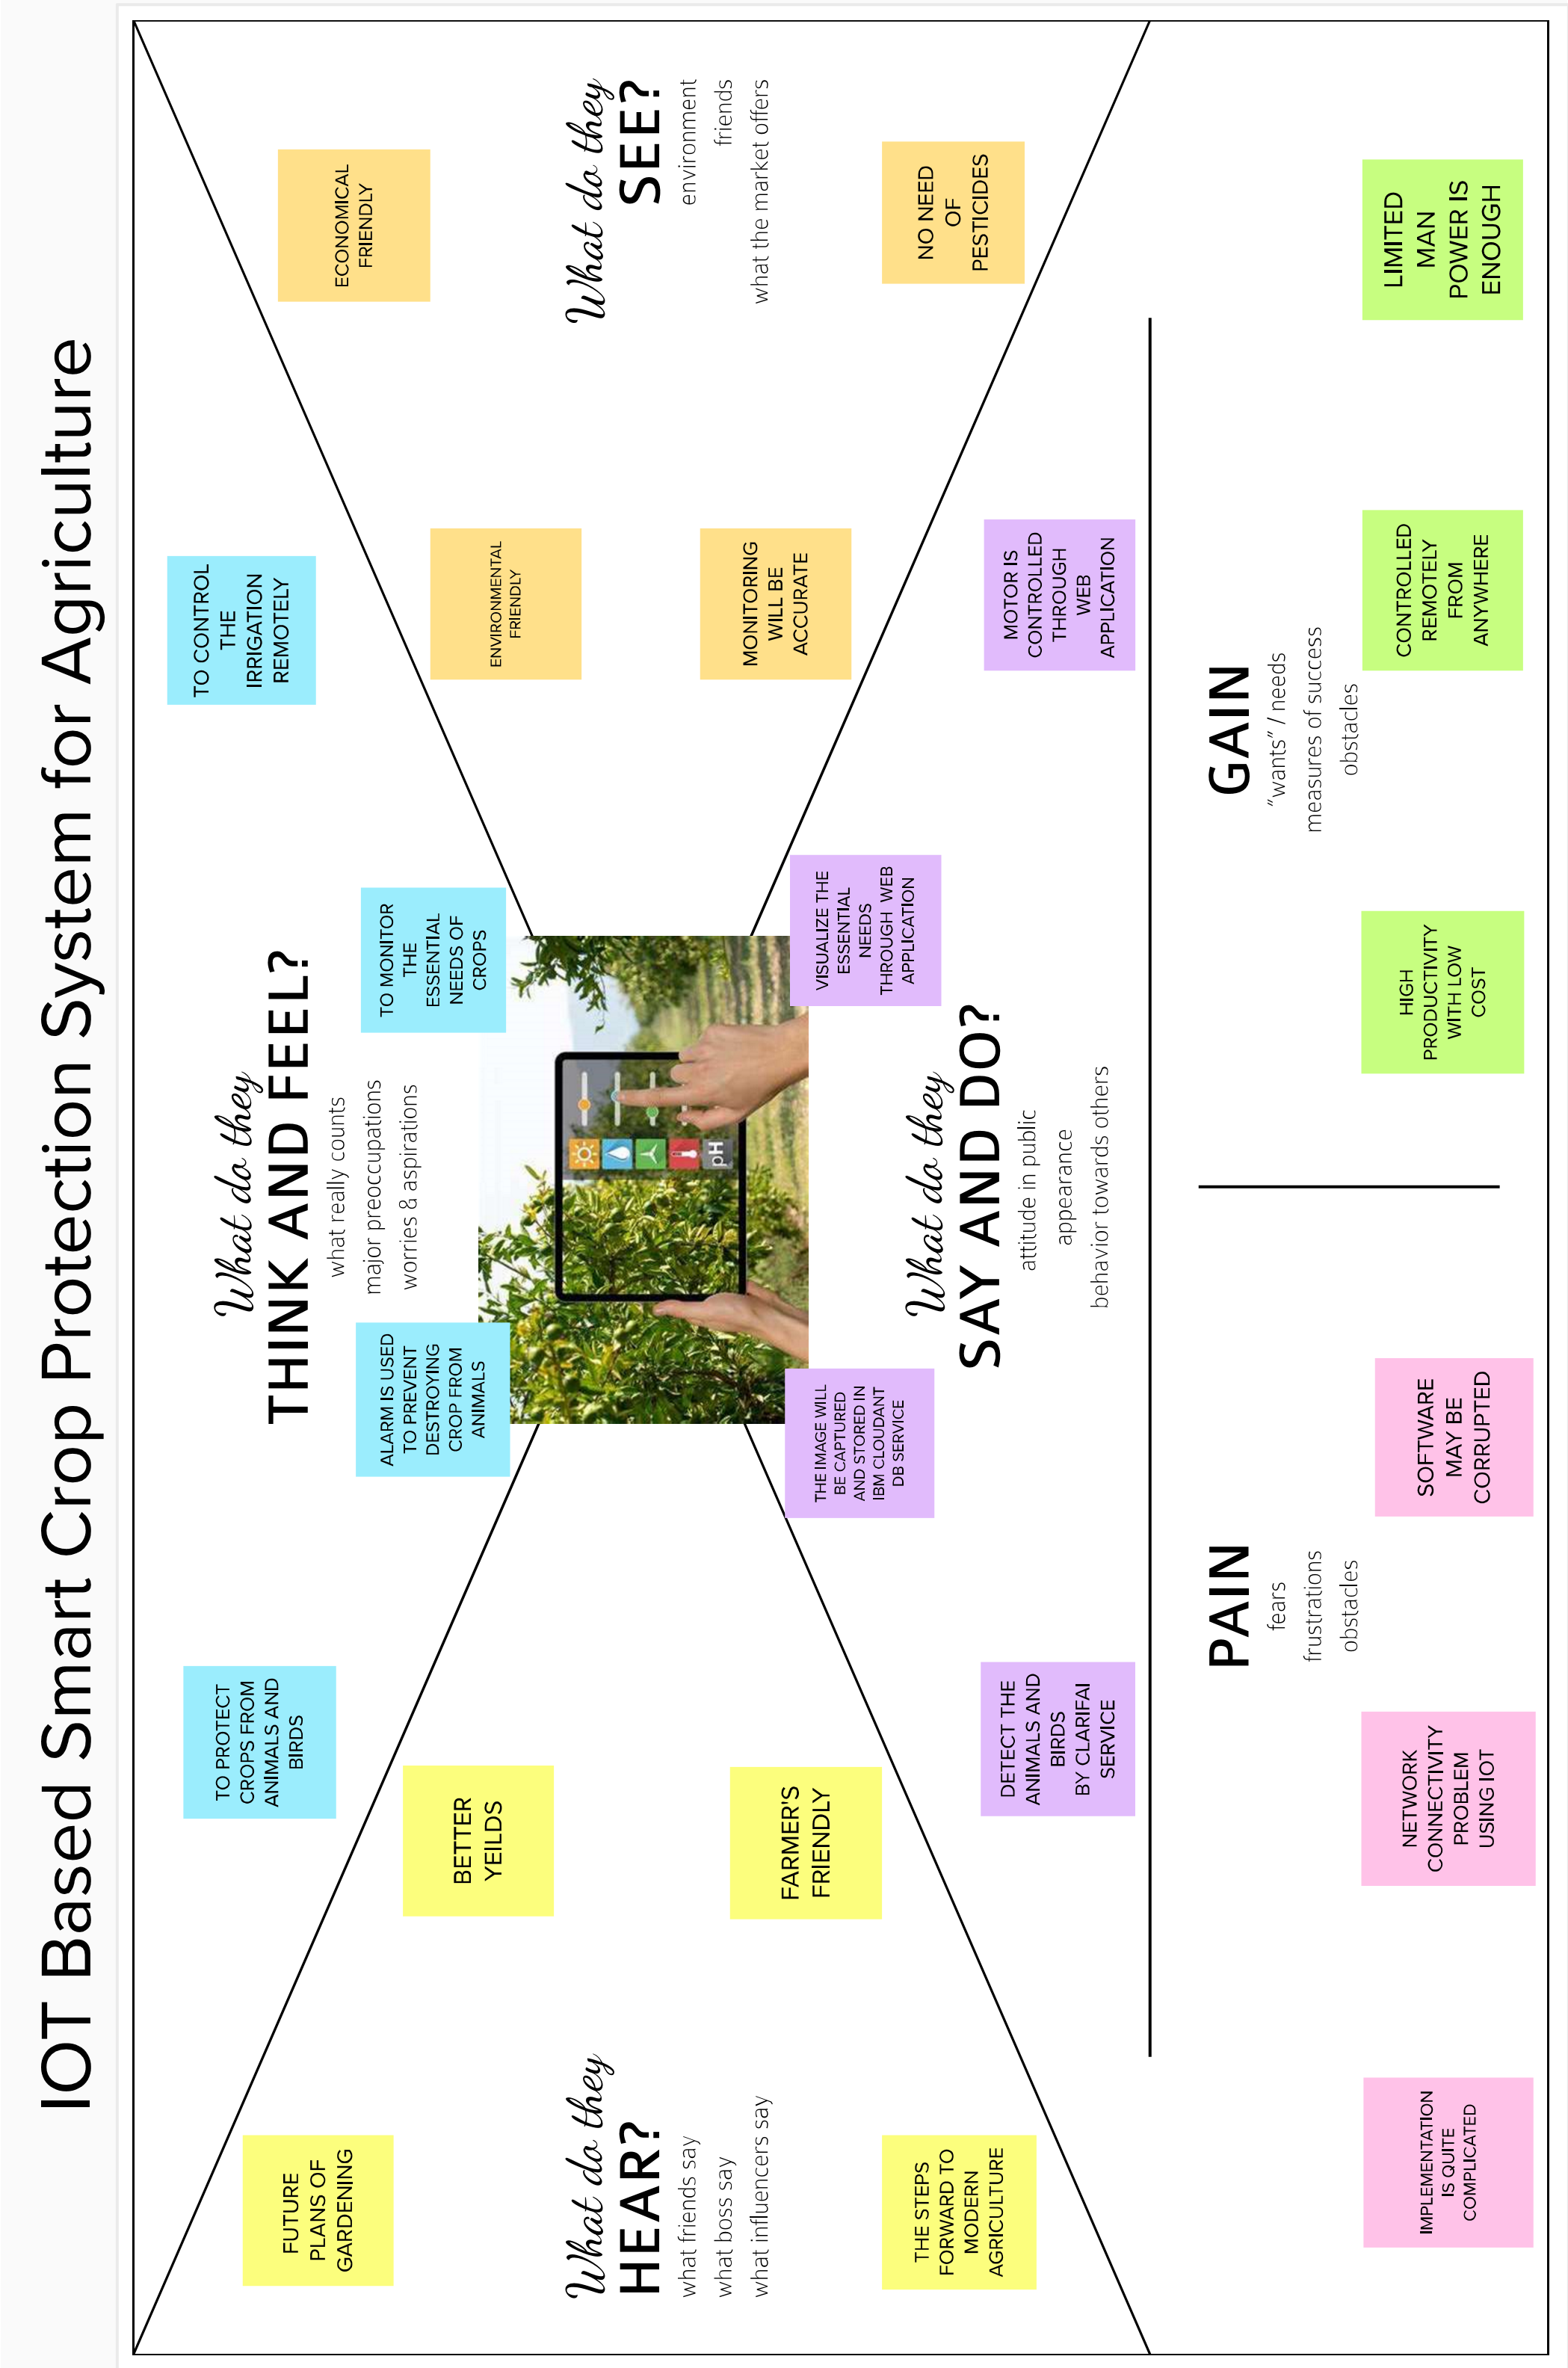 IOT Based Smart Crop Protection System for Agriculture
What do they
THINK AND FEEL?
what really counts
major preoccupations
worries & aspirations
TO PROTECT
CROPS FROM
ANIMALS AND
BIRDS
ALARM IS USED
TO PREVENT
DESTROYING
CROP FROM
ANIMALS
TO MONITOR
THE
ESSENTIAL
NEEDS OF
CROPS
TO CONTROL
THE
IRRIGATION
REMOTELY
What do they
HEAR?
what friends say
what boss say
what influencers say
FUTURE
PLANS OF
GARDENING
BETTER
YEILDS
FARMER'S
FRIENDLY
THE STEPS
FORWARD TO
MODERN
AGRICULTURE
pH
What do they
SEE?
environment
friends
what the market offers
ECONOMICAL
FRIENDLY
ENVIRONMENTAL
FRIENDLY
MONITORING
WILL BE
ACCURATE
NO NEED
OF
PESTICIDES
What do they
SAY AND DO?
attitude in public
appearance
behavior towards others
DETECT THE
ANIMALS AND
BIRDS
BY CLARIFAI
SERVICE
THE IMAGE WILL
BE CAPTURED
AND STORED IN
IBM CLOUDANT
DB SERVICE
VISUALIZE THE
ESSENTIAL
NEEDS
THROUGH WEB
APPLICATION
MOTOR IS
CONTROLLED
THROUGH
WEB
APPLICATION
PAIN
fears
frustrations
obstacles
IMPLEMENTATION
IS QUITE
COMPLICATED
NETWORK
CONNECTIVITY
PROBLEM
USING IOT
SOFTWARE
MAY BE
CORRUPTED
GAIN
"wants" / needs
measures of success
obstacles
HIGH
PRODUCTIVITY
WITH LOW
COST
CONTROLLED
REMOTELY
FROM
ANYWHERE
LIMITED
MAN
POWER IS
ENOUGH